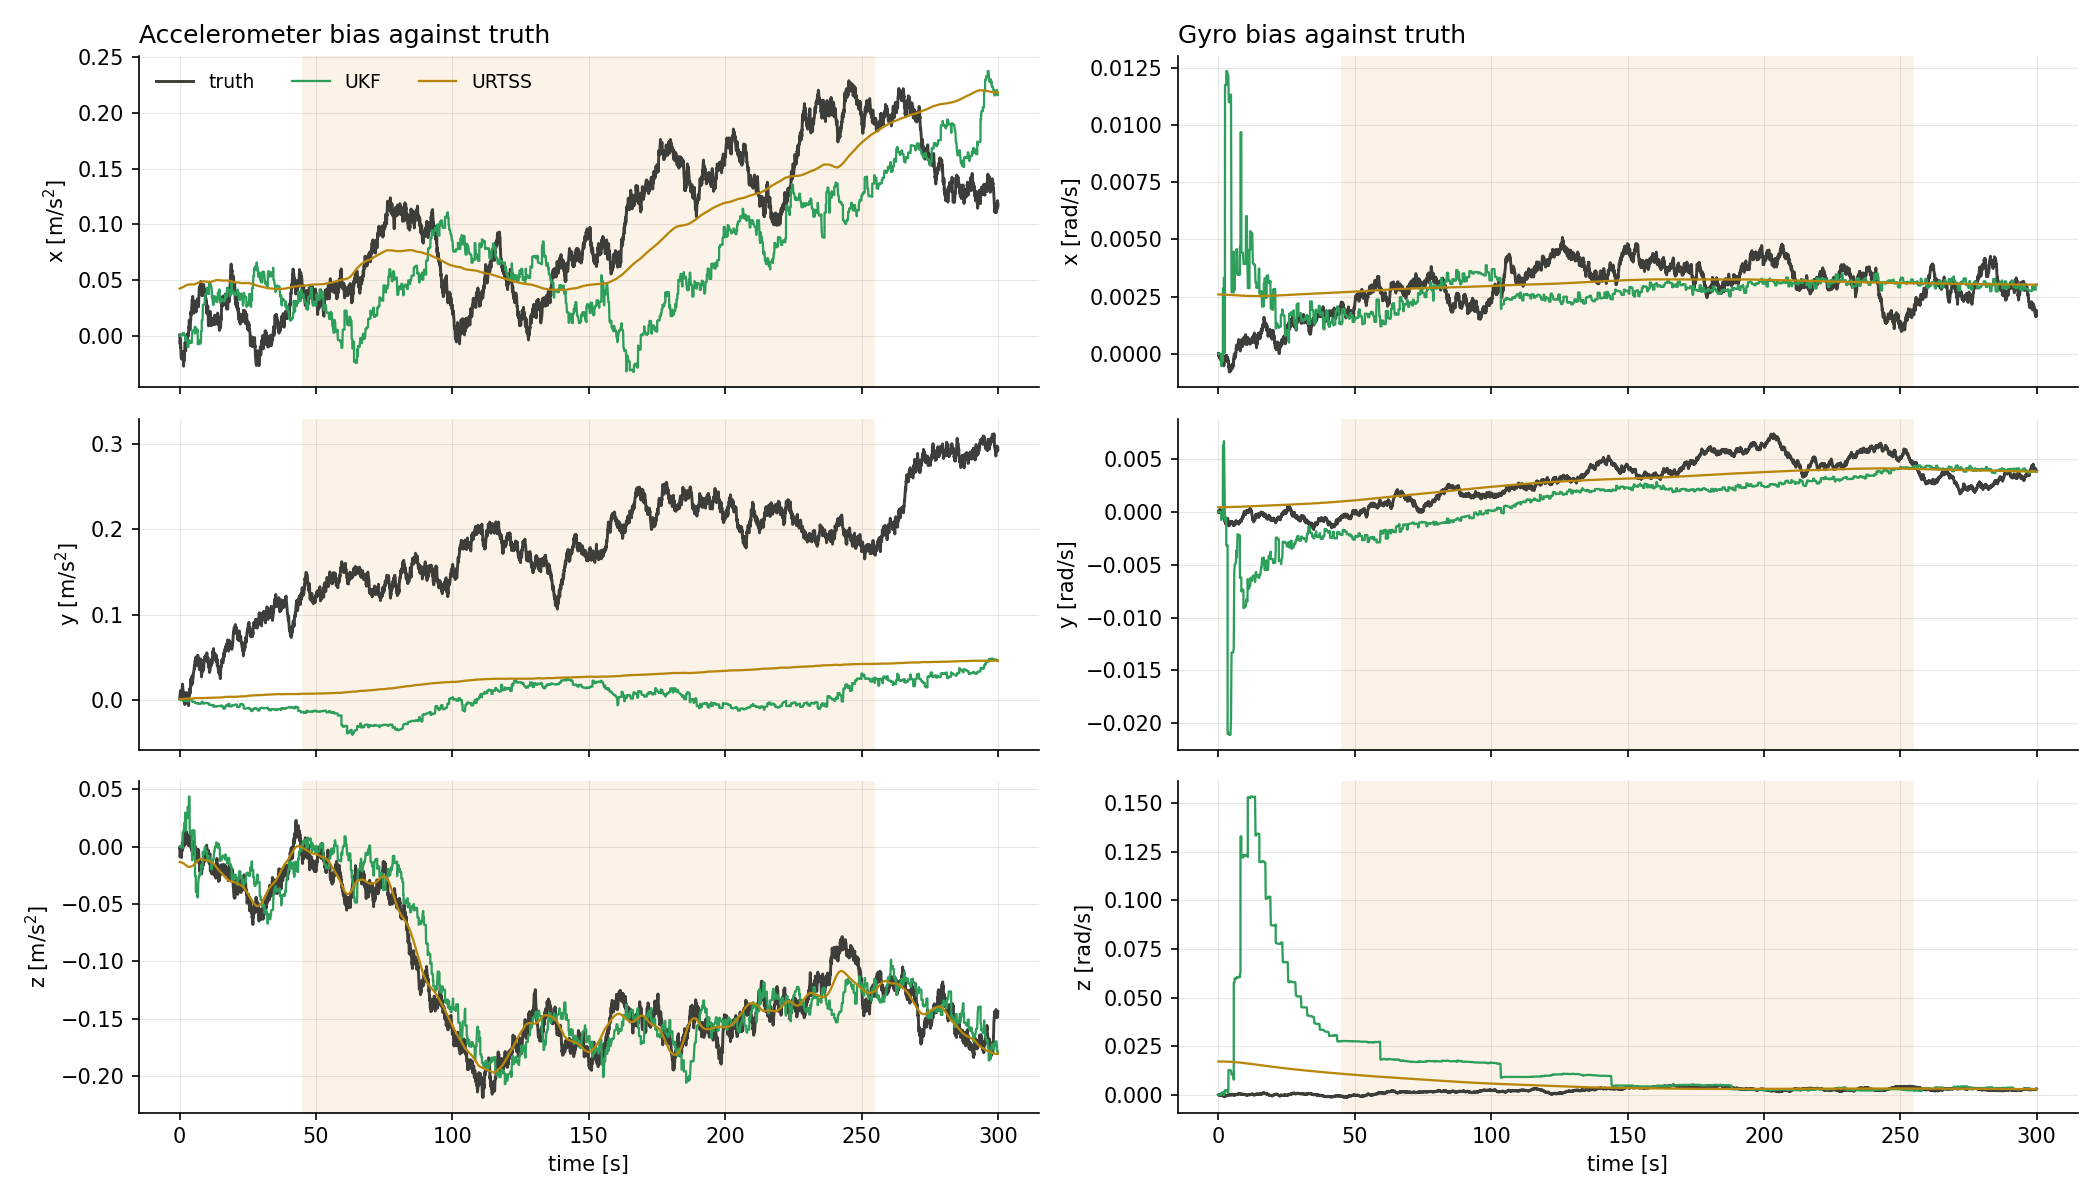 Accelerometer bias against truth
truth UKF URTSS
x [m/s²]
0.25
0.20
0.15
0.10
0.05
0.00
Gyro bias against truth
x [rad/s]
0.0125
0.0100
0.0075
0.0050
0.0025
0.0000
y [m/s²]
0.3
0.2
0.1
0.0
y [rad/s]
0.005
0.000
−0.005
−0.010
−0.015
−0.020
z [m/s²]
0.05
0.00
−0.05
−0.10
−0.15
−0.20
0 50 100 150 200 250 300
time [s]
z [rad/s]
0.150
0.125
0.100
0.075
0.050
0.025
0.000
0 50 100 150 200 250 300
time [s]